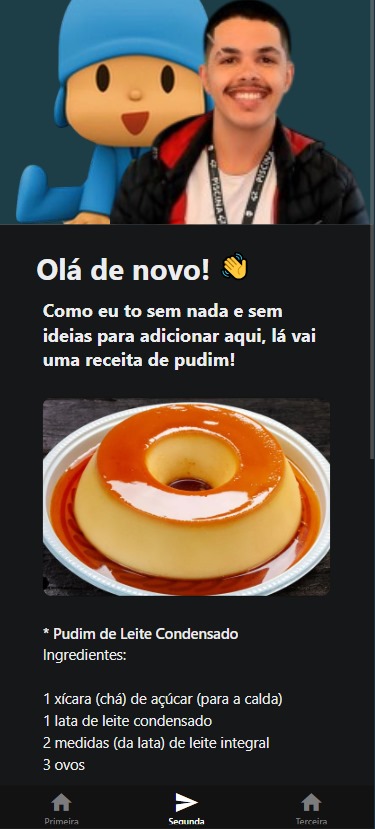 PISCINA
PISCINA
Olá de novo! 👋
Como eu to sem nada e sem
ideias para adicionar aqui, lá vai
uma receita de pudim!
* Pudim de Leite Condensado
Ingredientes:
1 xícara (chá) de açúcar (para a calda)
1 lata de leite condensado
2 medidas (da lata) de leite integral
3 ovos
Primeira
Segunda
Terceira